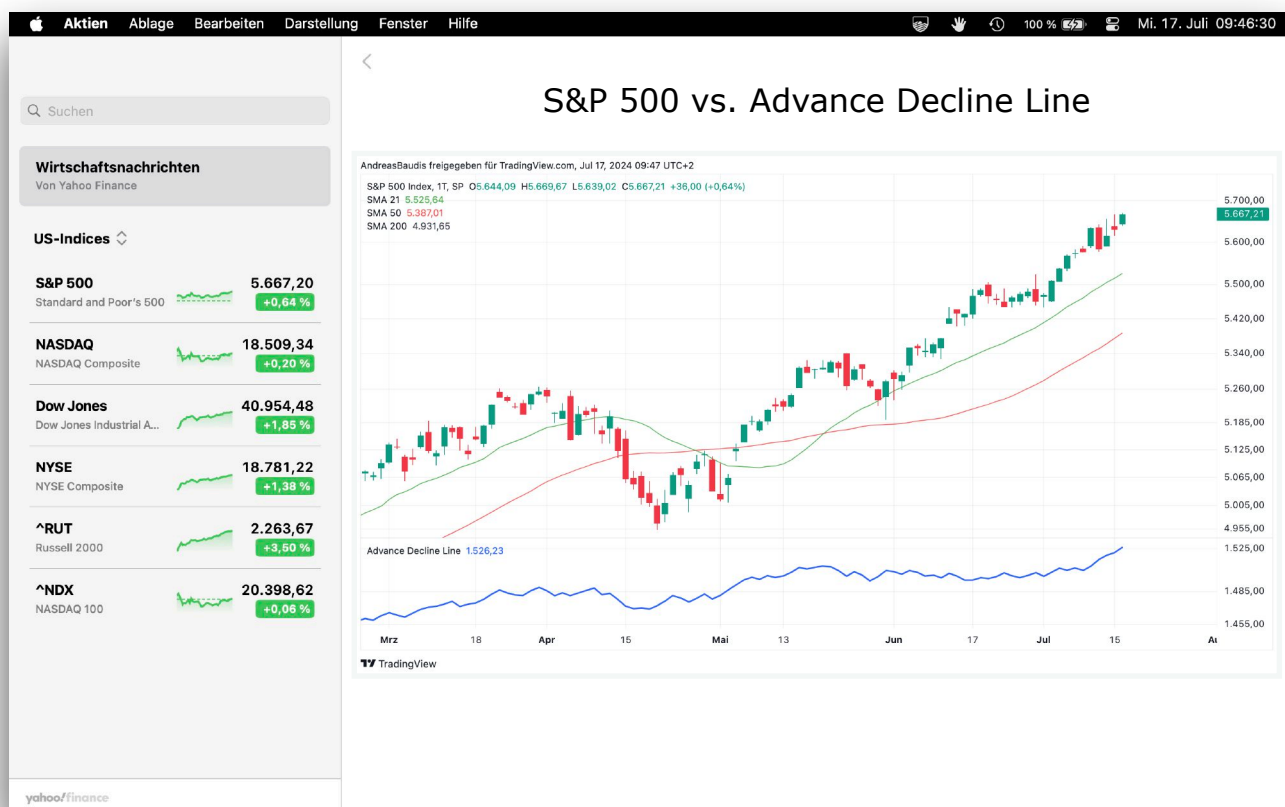 Aktien Ablage Bearbeiten Darstellung Fenster Hilfe 100 % Mi. 17. Juli 09:46:30
Suchen
Wirtschaftsnachrichten
Von Yahoo Finance
US-Indices
S&P 500 5.667,20
Standard and Poor's 500 +0,64 %
NASDAQ 18.509,34
NASDAQ Composite +0,20 %
Dow Jones 40.954,48
Dow Jones Industrial A... +1,85 %
NYSE 18.781,22
NYSE Composite +1,38 %
^RUT 2.263,67
Russell 2000 +3,50 %
^NDX 20.398,62
NASDAQ 100 +0,06 %
yahoo!finance
S&P 500 vs. Advance Decline Line
AndreasBaudis freigegeben für TradingView.com, Jul 17, 2024 09:47 UTC+2
S&P 500 Index, 1T, SP O5.644,09 H5.669,67 L5.639,02 C5.667,21 +36,00 (+0,64%)
SMA 21 5.525,64
SMA 50 5.387,01
SMA 200 4.931,65
5.700,00
5.667,21
5.600,00
5.500,00
5.420,00
5.340,00
5.260,00
5.185,00
5.125,00
5.065,00
5.005,00
4.955,00
Advance Decline Line 1.526,23
1.525,00
1.485,00
1.455,00
Mrz 18 Apr 15 Mai 13 Jun 17 Jul 15 Au
TradingView